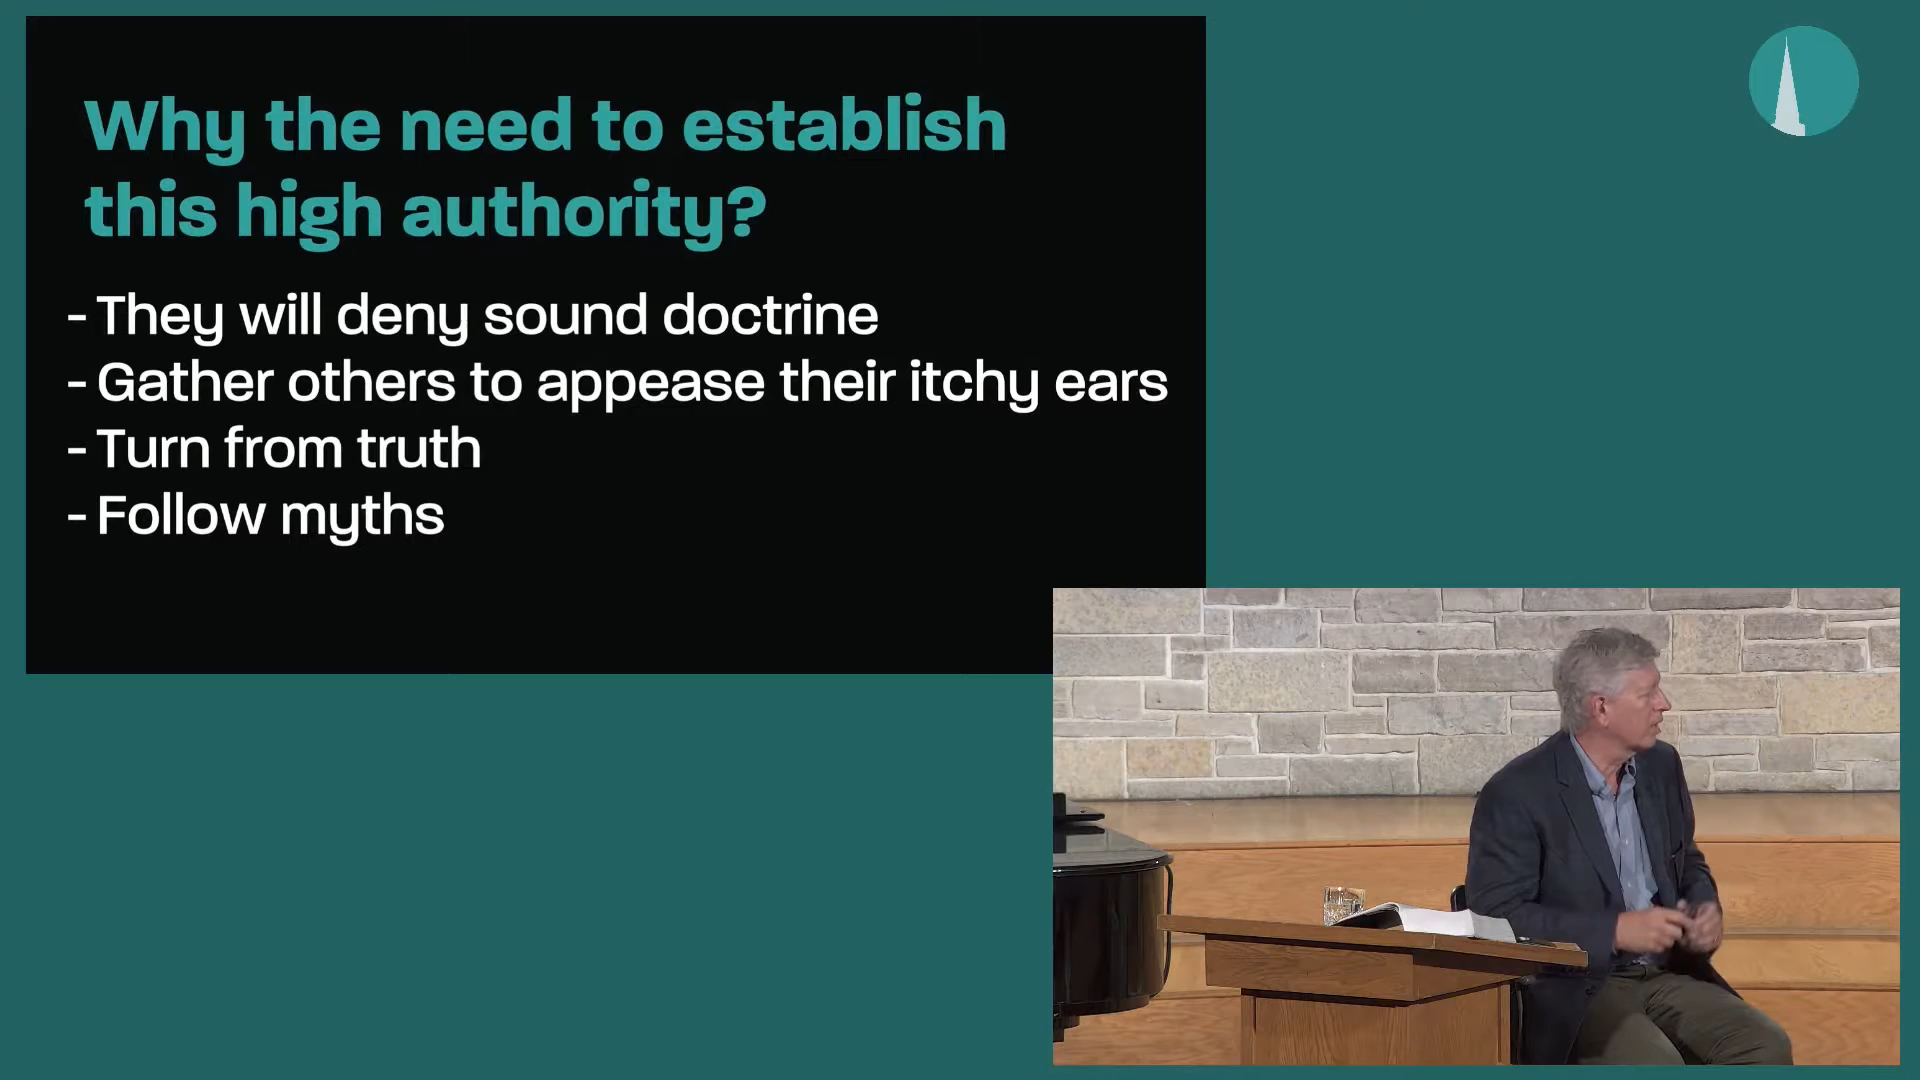 Why the need to establish
this high authority?
- They will deny sound doctrine
- Gather others to appease their itchy ears
- Turn from truth
- Follow myths